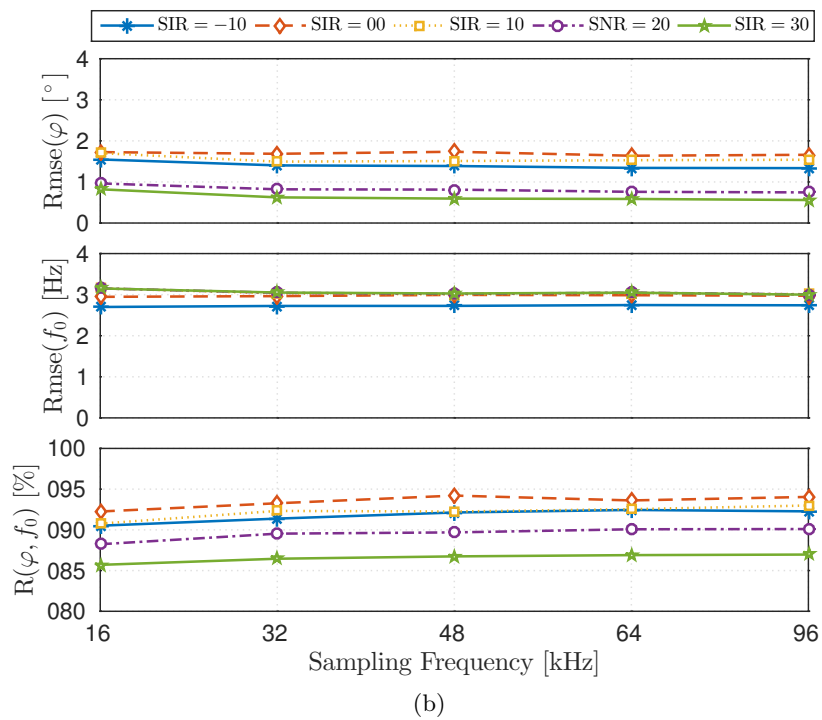 SIR = −10 SIR = 00 SIR = 10 SNR = 20 SIR = 30
Rmse(φ) [°]
4
3
2
1
0
Rmse(f₀) [Hz]
4
3
2
1
0
R(φ, f₀) [%]
100
095
090
085
080
16 32 48 64 96
Sampling Frequency [kHz]
(b)